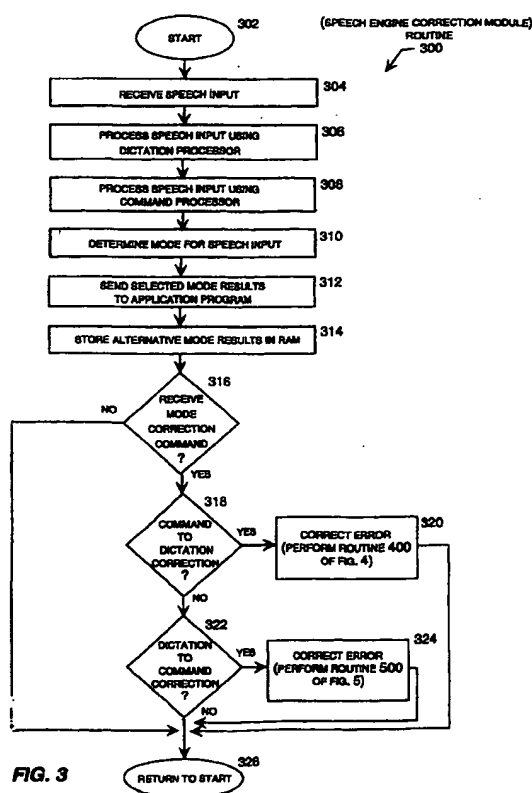 302
START
(SPEECH ENGINE CORRECTION MODULE)
ROUTINE
300
RECEIVE SPEECH INPUT
304
PROCESS SPEECH INPUT USING
DICTATION PROCESSOR
306
PROCESS SPEECH INPUT USING
COMMAND PROCESSOR
308
DETERMINE MODE FOR SPEECH INPUT
310
SEND SELECTED MODE RESULTS
TO APPLICATION PROGRAM
312
STORE ALTERNATIVE MODE RESULTS IN RAM
314
316
NO
RECEIVE
MODE
CORRECTION
COMMAND
?
YES
318
COMMAND
TO
DICTATION
CORRECTION
?
YES
320
CORRECT ERROR
(PERFORM ROUTINE 400
OF FIG. 4)
NO
322
DICTATION
TO
COMMAND
CORRECTION
?
YES
324
CORRECT ERROR
(PERFORM ROUTINE 500
OF FIG. 5)
NO
326
RETURN TO START
FIG. 3